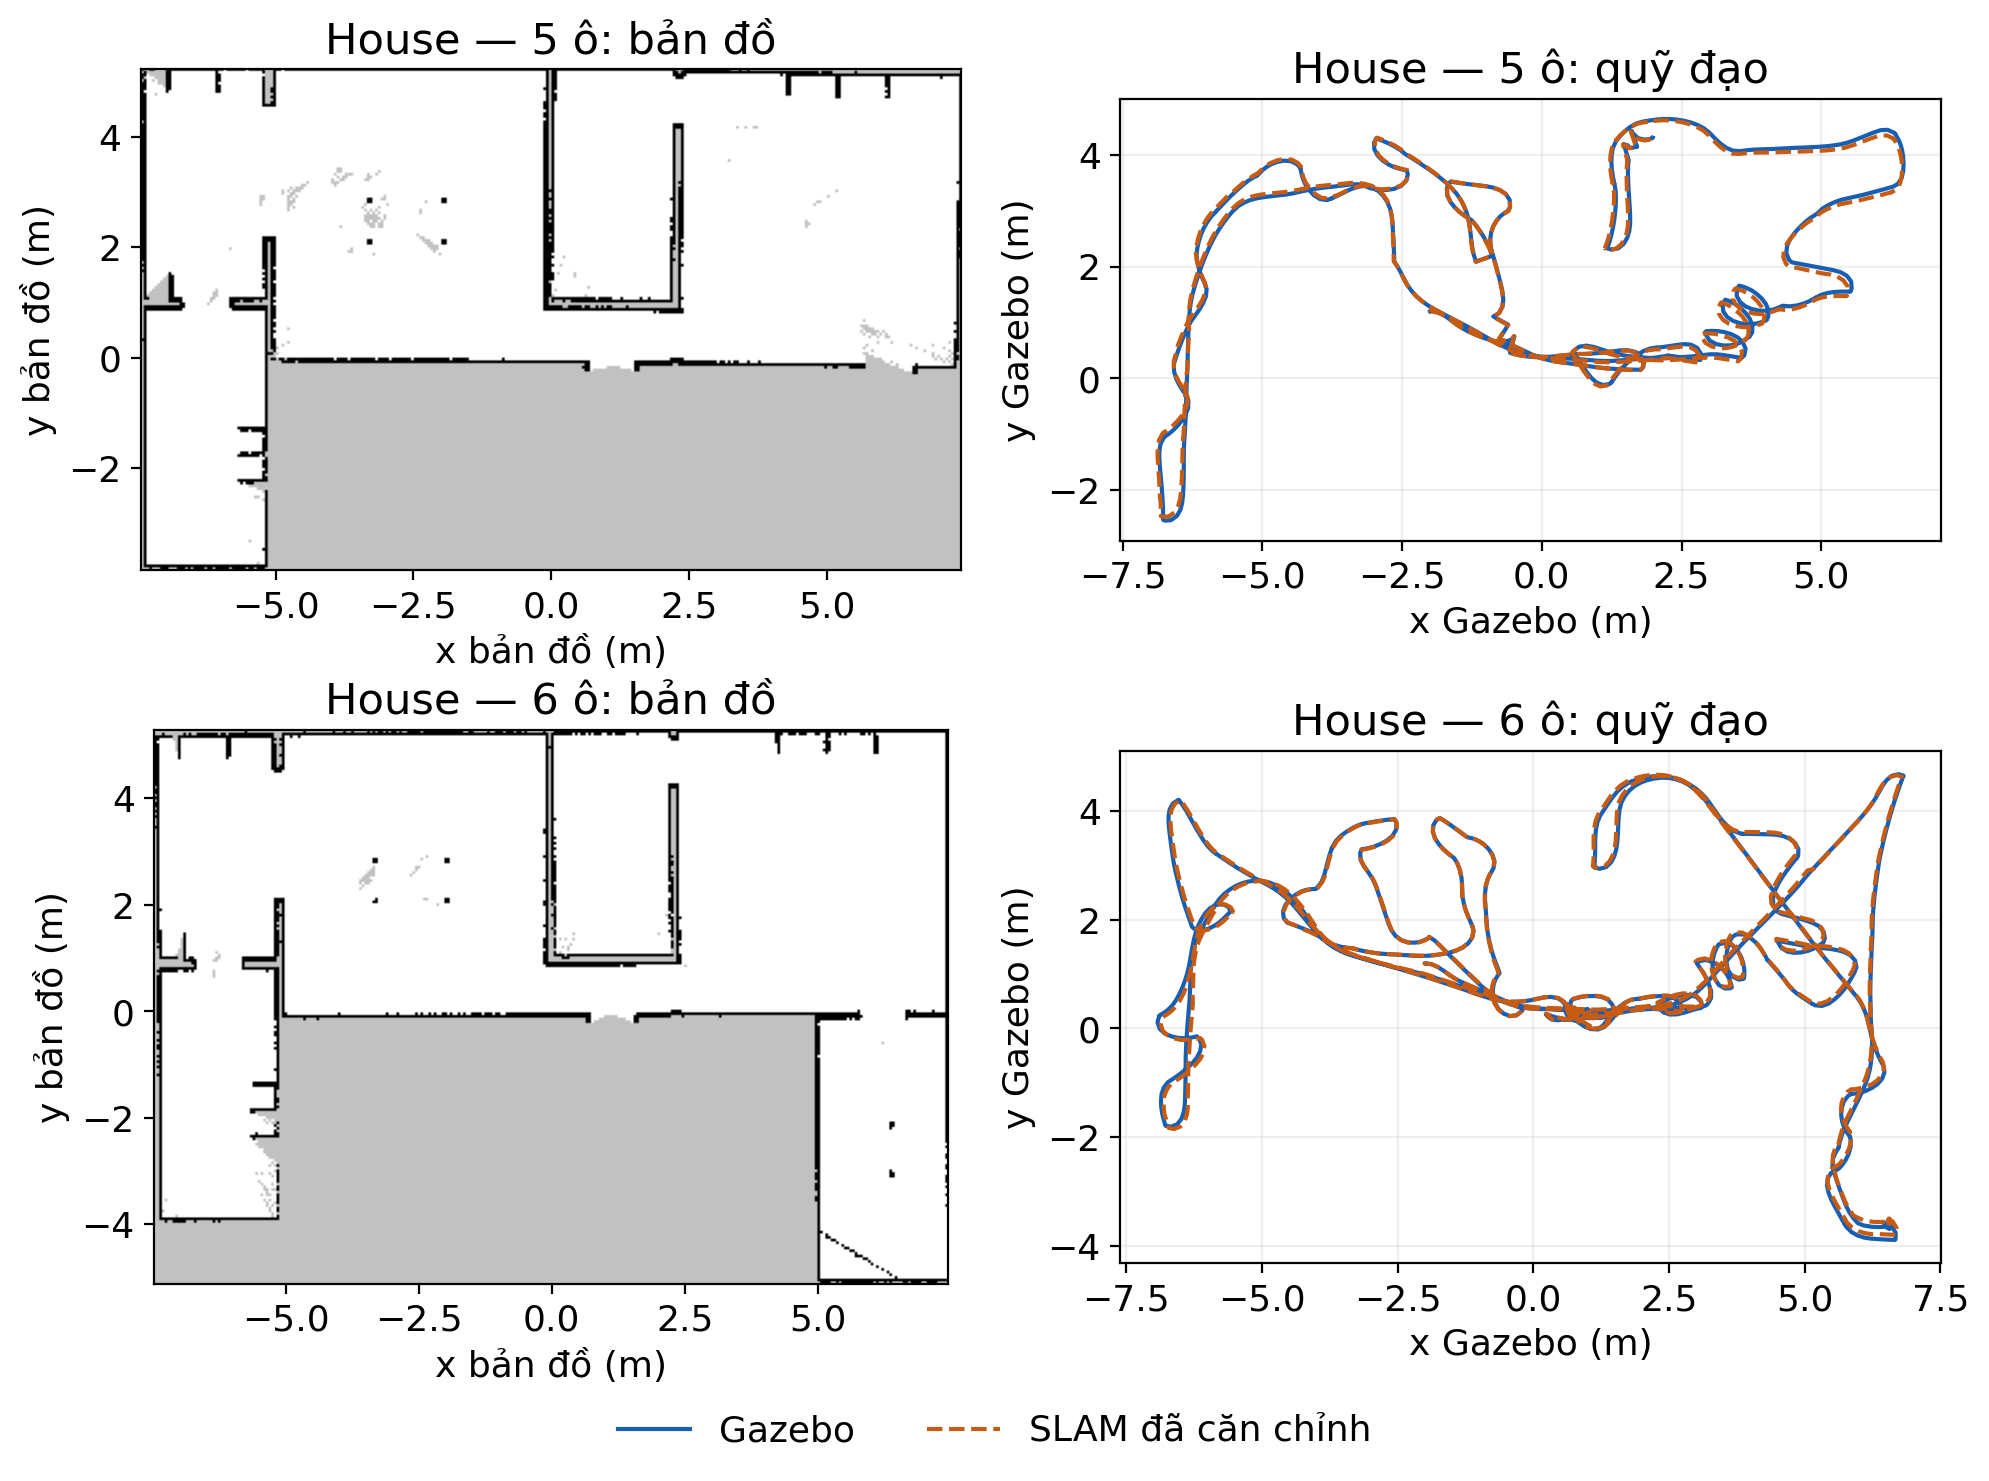 House — 5 ô: bản đồ
4
2
0
−2
y bản đồ (m)
−5.0 −2.5 0.0 2.5 5.0
x bản đồ (m)
House — 5 ô: quỹ đạo
4
2
0
−2
y Gazebo (m)
−7.5 −5.0 −2.5 0.0 2.5 5.0
x Gazebo (m)
House — 6 ô: bản đồ
4
2
0
−2
−4
y bản đồ (m)
−5.0 −2.5 0.0 2.5 5.0
x bản đồ (m)
House — 6 ô: quỹ đạo
4
2
0
−2
−4
y Gazebo (m)
−7.5 −5.0 −2.5 0.0 2.5 5.0 7.5
x Gazebo (m)
Gazebo SLAM đã căn chỉnh